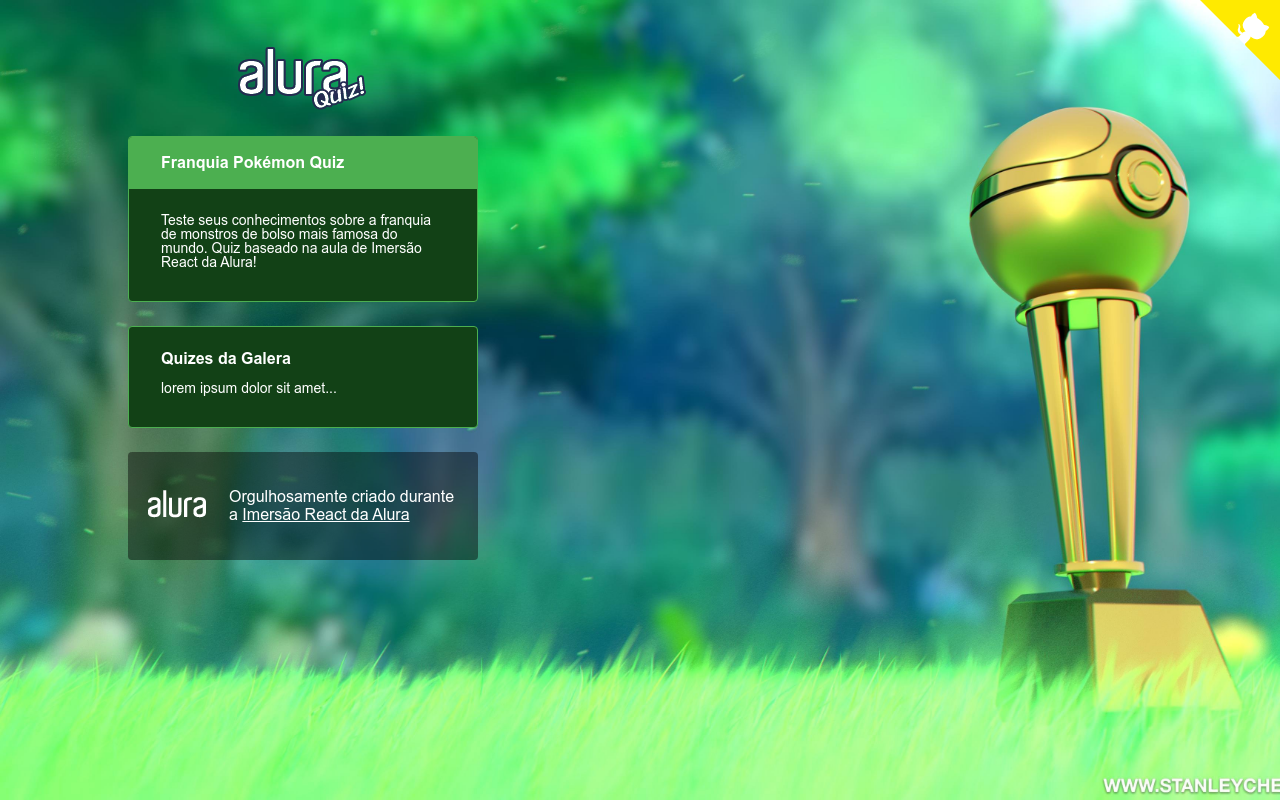 alura
Quiz!
Franquia Pokémon Quiz
Teste seus conhecimentos sobre a franquia
de monstros de bolso mais famosa do
mundo. Quiz baseado na aula de Imersão
React da Alura!
Quizes da Galera
lorem ipsum dolor sit amet...
alura
Orgulhosamente criado durante
a Imersão React da Alura
WWW.STANLEYCHE